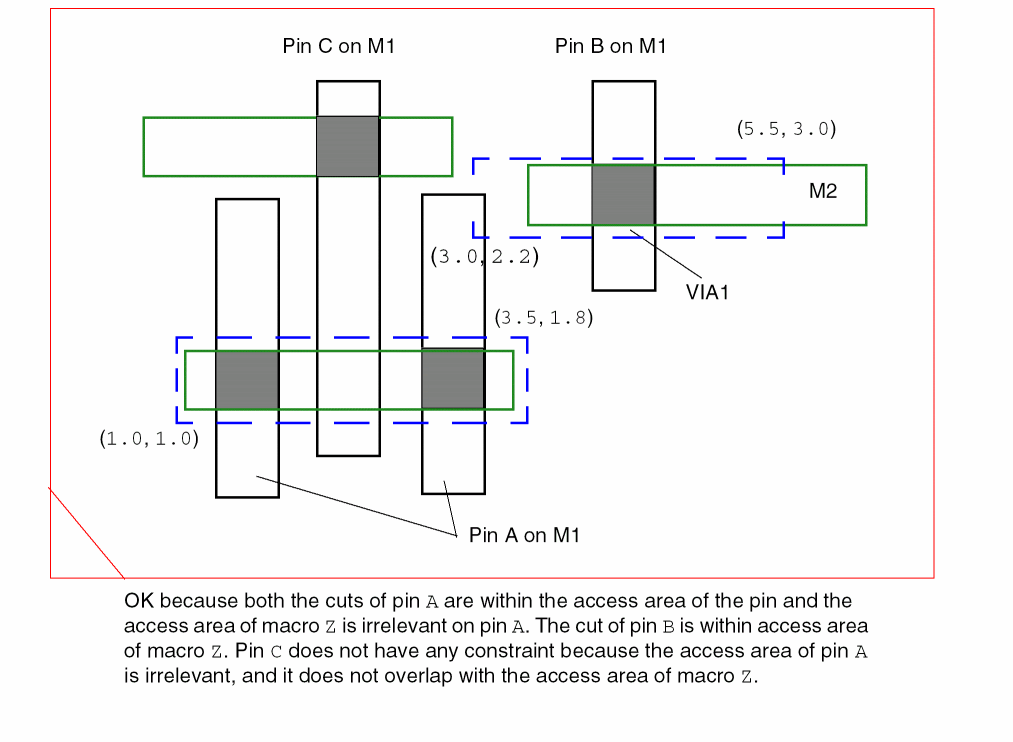 Pin C on M1
Pin B on M1
(5.5, 3.0)
M2
(3.0, 2.2)
VIA1
(3.5, 1.8)
(1.0, 1.0)
Pin A on M1
OK because both the cuts of pin A are within the access area of the pin and the
access area of macro Z is irrelevant on pin A. The cut of pin B is within access area
of macro Z. Pin C does not have any constraint because the access area of pin A
is irrelevant, and it does not overlap with the access area of macro Z.